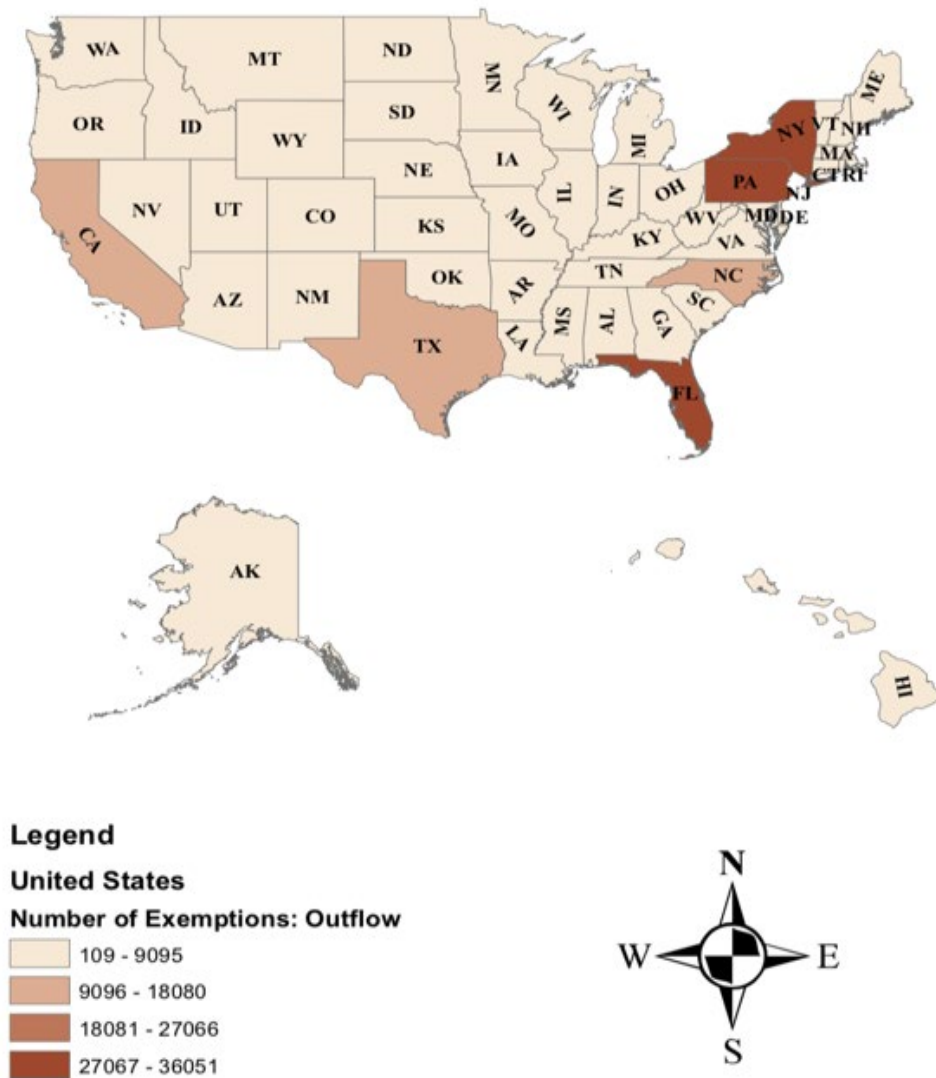 WA
MT
ND
MN
ME
OR
ID
SD
WI
NY
VT
NH
WY
MI
MA
IA
CT
RI
NE
PA
NJ
NV
UT
CO
IL
IN
OH
MD
DE
CA
KS
MO
WV
KY
VA
AZ
NM
OK
TN
NC
AR
SC
TX
MS
AL
GA
LA
FL
AK
HI
Legend
United States
Number of Exemptions: Outflow
109 - 9095
9096 - 18080
18081 - 27066
27067 - 36051
N
W
E
S